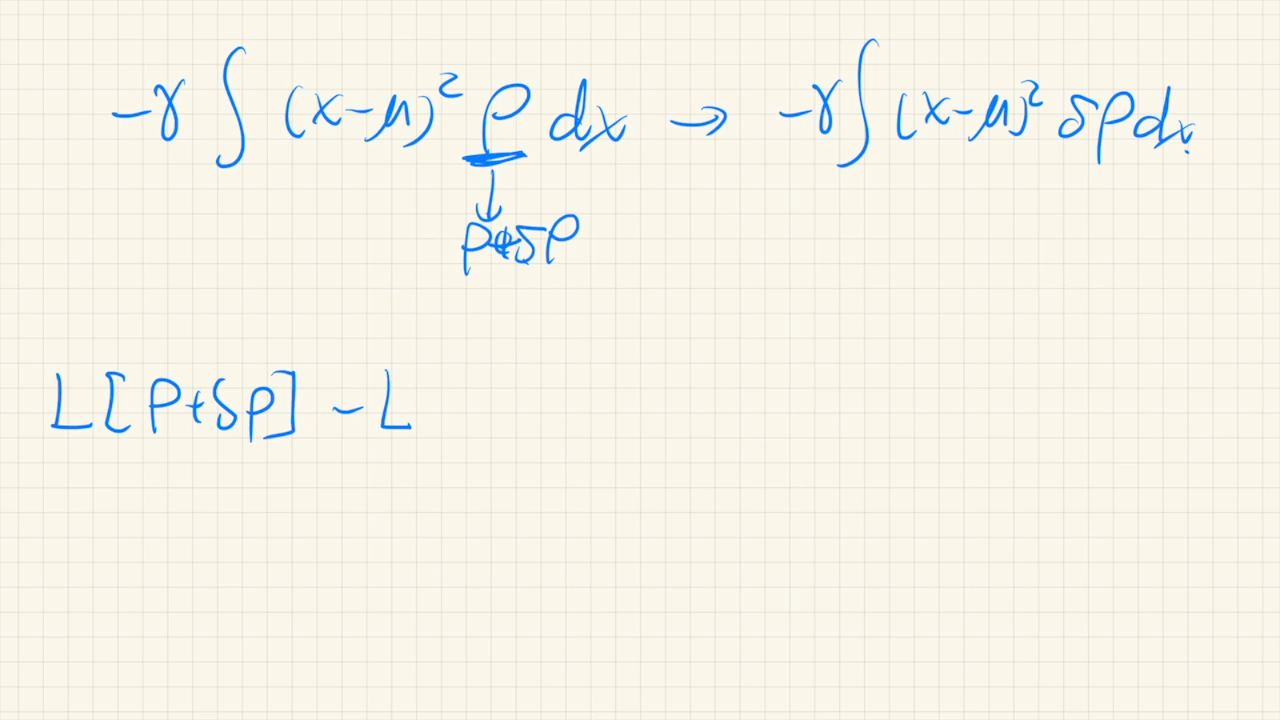 -γ ∫ (x-μ)² ρ dx → -γ ∫ (x-μ)² δρ dx
↓
ρ+δρ
L[ρ+δρ] - L